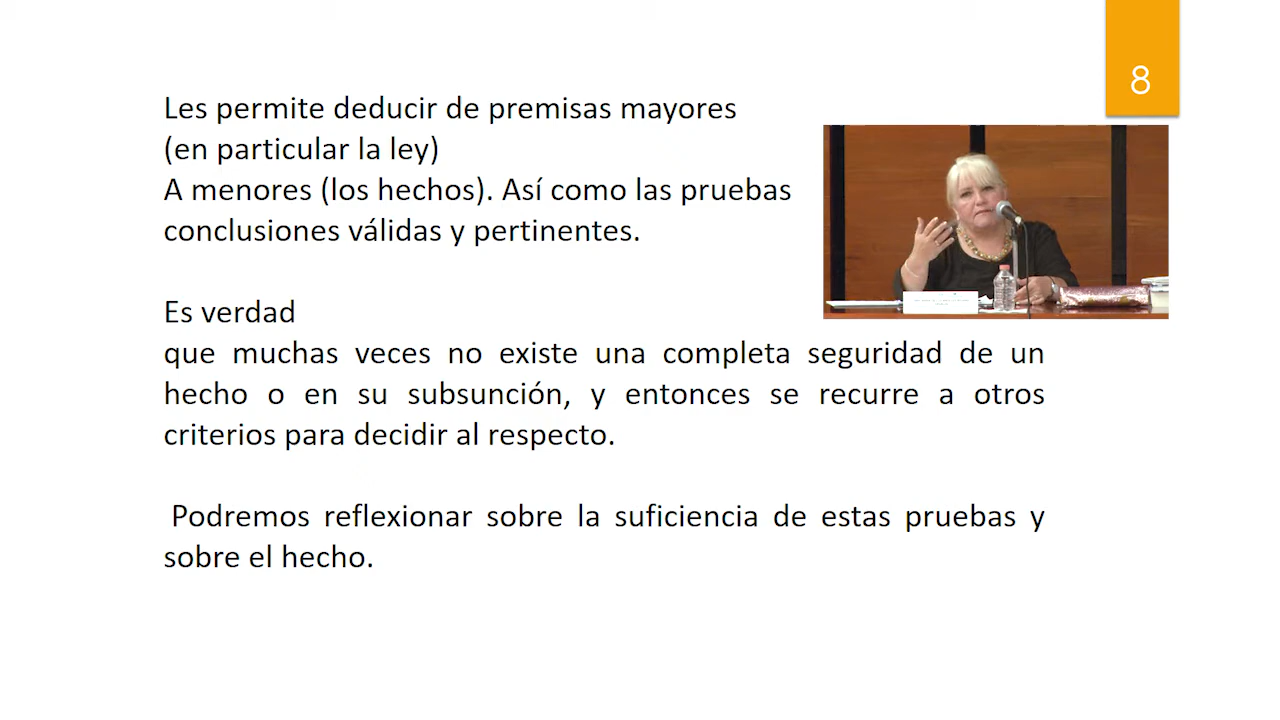 8
Les permite deducir de premisas mayores
(en particular la ley)
A menores (los hechos). Así como las pruebas
conclusiones válidas y pertinentes.
Es verdad
que muchas veces no existe una completa seguridad de un
hecho o en su subsunción, y entonces se recurre a otros
criterios para decidir al respecto.
Podremos reflexionar sobre la suficiencia de estas pruebas y
sobre el hecho.